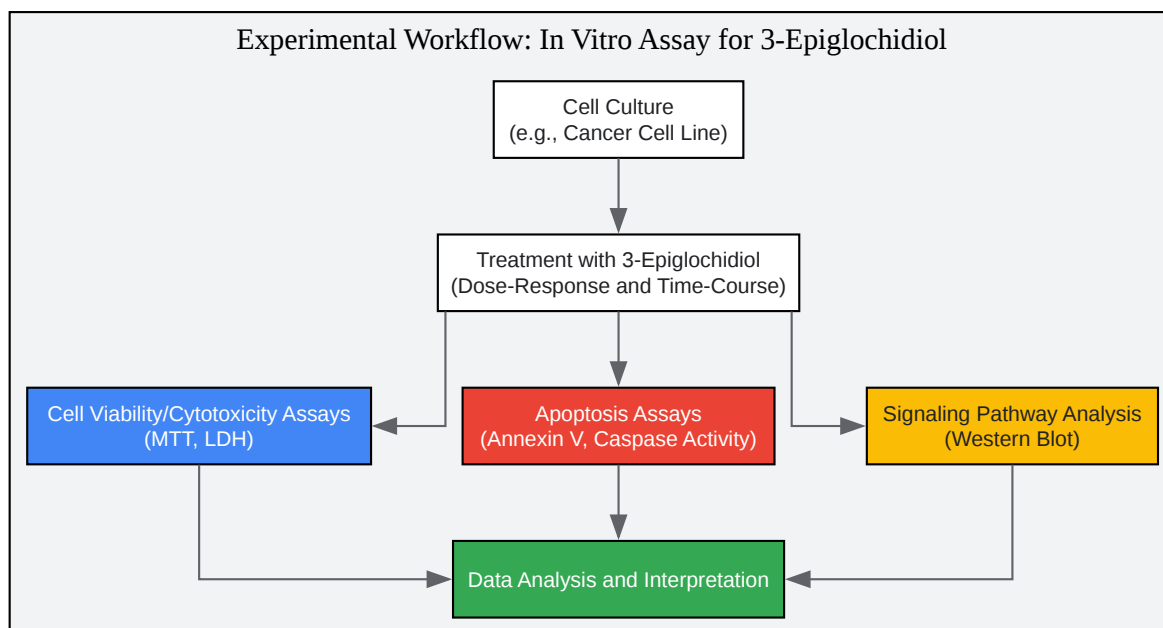 Experimental Workflow: In Vitro Assay for 3-Epiglochidiol
Cell Culture
(e.g., Cancer Cell Line)
Treatment with 3-Epiglochidiol
(Dose-Response and Time-Course)
Cell Viability/Cytotoxicity Assays
(MTT, LDH)
Apoptosis Assays
(Annexin V, Caspase Activity)
Signaling Pathway Analysis
(Western Blot)
Data Analysis and Interpretation